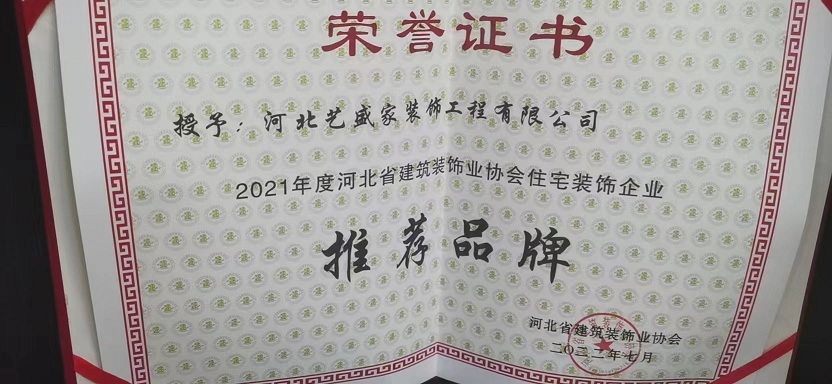 荣誉证书
授予：河北艺盛家装饰工程有限公司
2021年度河北省建筑装饰业协会住宅装饰企业
推荐品牌
河北省建筑装饰业协会
二〇二二年七月